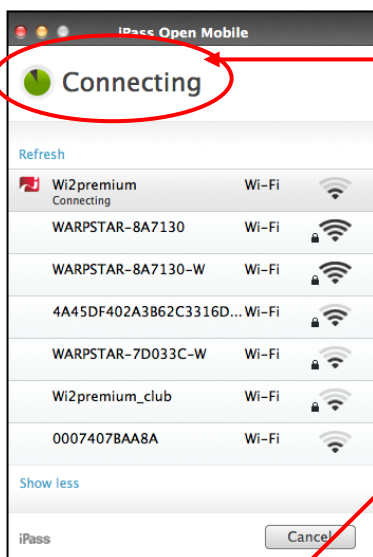 iPass Open Mobile
Connecting
Refresh
Wi2premium Wi-Fi
Connecting
WARPSTAR-8A7130 Wi-Fi
WARPSTAR-8A7130-W Wi-Fi
4A45DF402A3B62C3316D... Wi-Fi
WARPSTAR-7D033C-W Wi-Fi
Wi2premium_club Wi-Fi
0007407BAA8A Wi-Fi
Show less
iPass Cancel